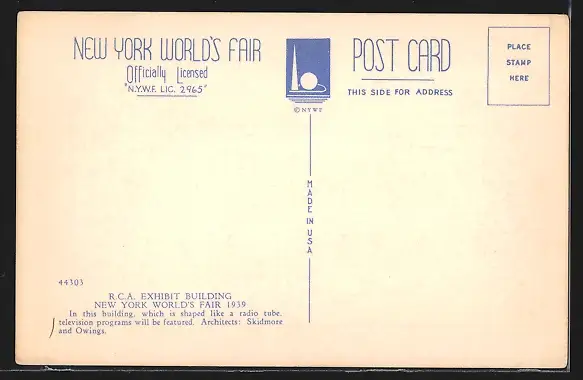 NEW YORK WORLD'S FAIR
Officially Licensed
"N.Y.W.F. LIC. 2965"
© NYWF
POST CARD
THIS SIDE FOR ADDRESS
PLACE
STAMP
HERE
MADE IN USA
44303
R.C.A. EXHIBIT BUILDING
NEW YORK WORLD'S FAIR 1939
In this building, which is shaped like a radio tube,
television programs will be featured. Architects: Skidmore
and Owings.